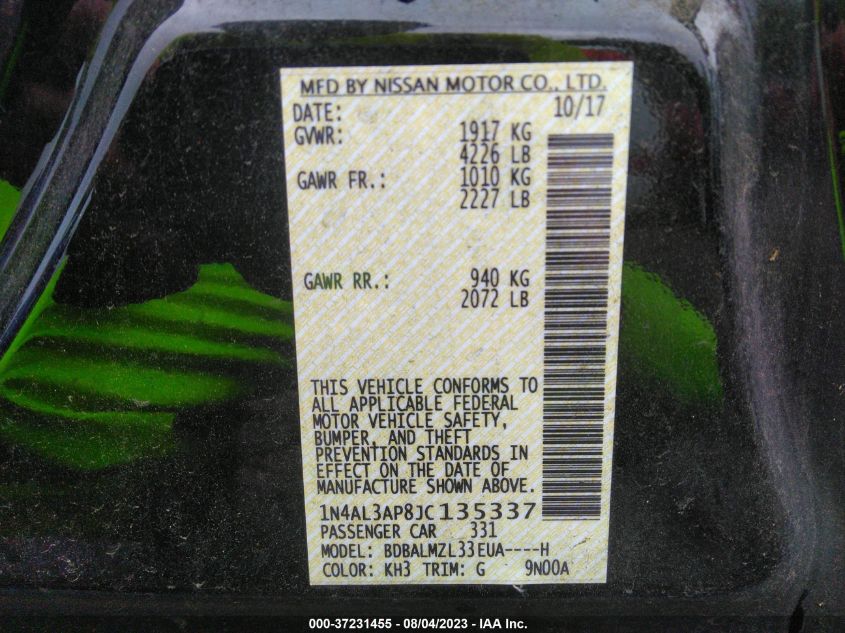 MFD BY NISSAN MOTOR CO., LTD.
DATE: 10/17
GVWR: 1917 KG
4226 LB
GAWR FR.: 1010 KG
2227 LB
GAWR RR.: 940 KG
2072 LB
THIS VEHICLE CONFORMS TO
ALL APPLICABLE FEDERAL
MOTOR VEHICLE SAFETY,
BUMPER, AND THEFT
PREVENTION STANDARDS IN
EFFECT ON THE DATE OF
MANUFACTURE SHOWN ABOVE.
1N4AL3AP8JC135337
PASSENGER CAR 331
MODEL: BDBALMZL33EUA----H
COLOR: KH3 TRIM: G 9N00A
000-37231455 - 08/04/2023 - IAA Inc.